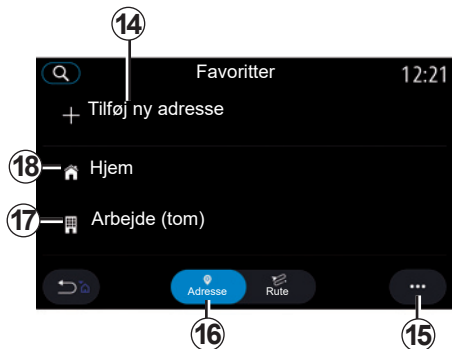 14
Favoritter
12:21
Tilføj ny adresse
18
Hjem
17
Arbejde (tom)
Adresse
Rute
16
15